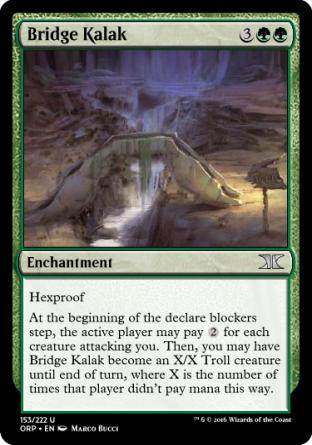 Bridge Kalak 3
Enchantment
Hexproof
At the beginning of the declare blockers
step, the active player may pay 2 for each
creature attacking you. Then, you may
have Bridge Kalak become an X/X Troll creature
until end of turn, where X is the number of
times that player didn't pay mana this way.
153/222 U
ORP • EN MARCO BUCCI
™ & © 2016 Wizards of the Coast